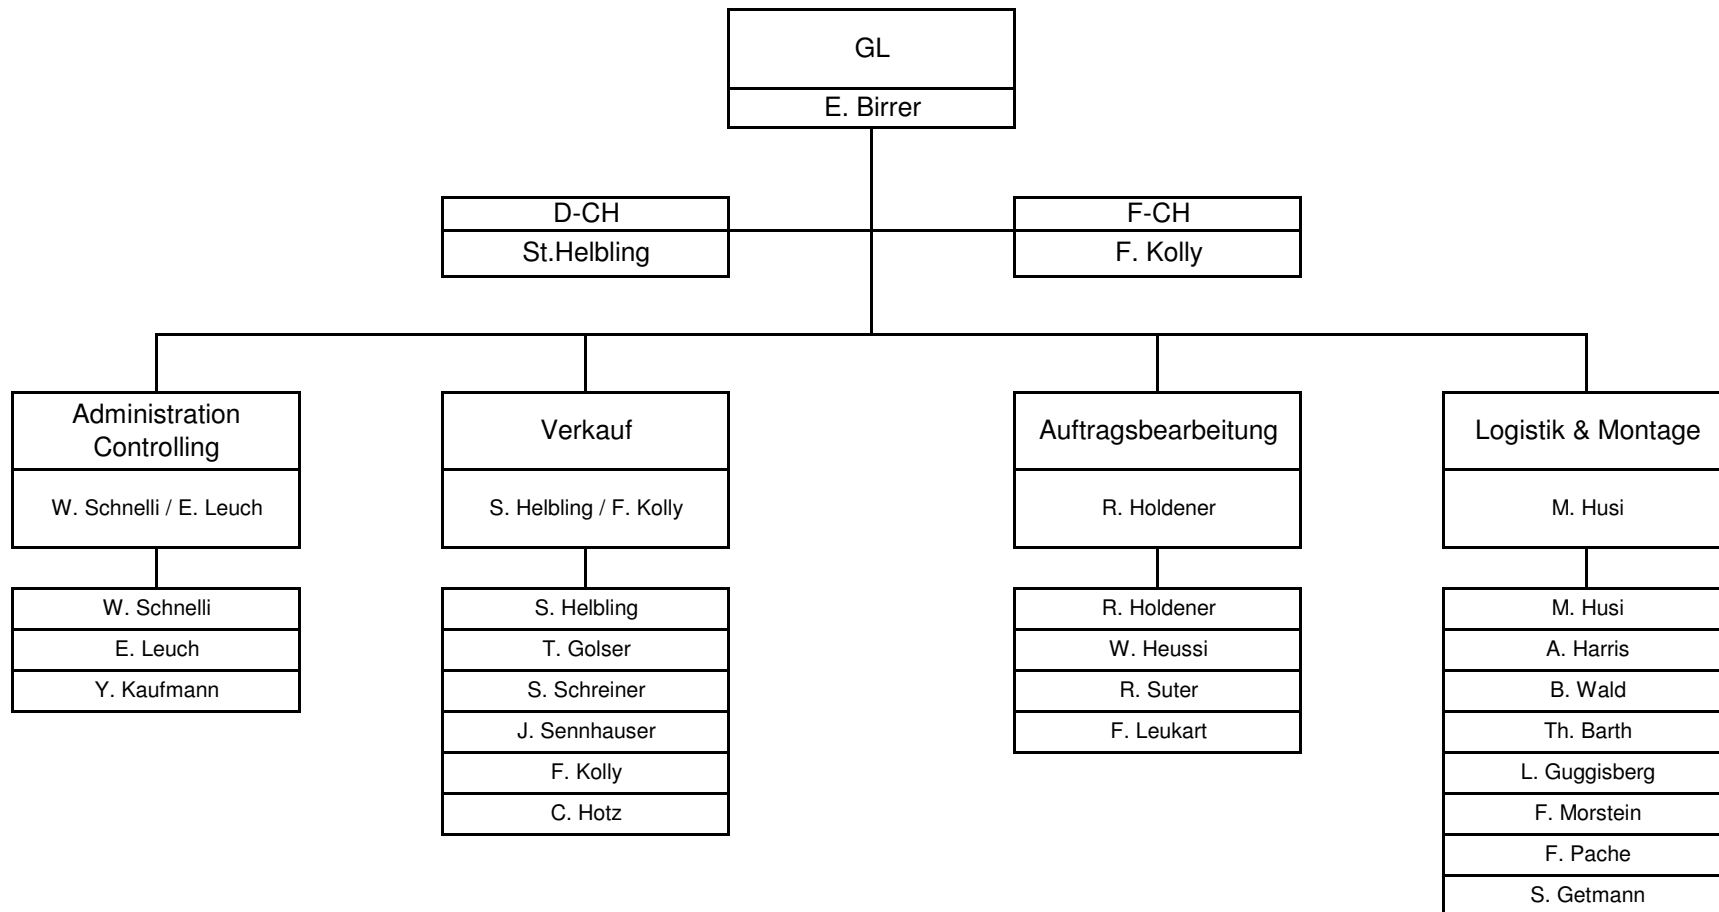 GL
E. Birrer
D-CH
St.Helbling
F-CH
F. Kolly
Administration
Controlling
W. Schnelli / E. Leuch
W. Schnelli
E. Leuch
Y. Kaufmann
Verkauf
S. Helbling / F. Kolly
S. Helbling
T. Golser
S. Schreiner
J. Sennhauser
F. Kolly
C. Hotz
Auftragsbearbeitung
R. Holdener
R. Holdener
W. Heussi
R. Suter
F. Leukart
Logistik & Montage
M. Husi
M. Husi
A. Harris
B. Wald
Th. Barth
L. Guggisberg
F. Morstein
F. Pache
S. Getmann